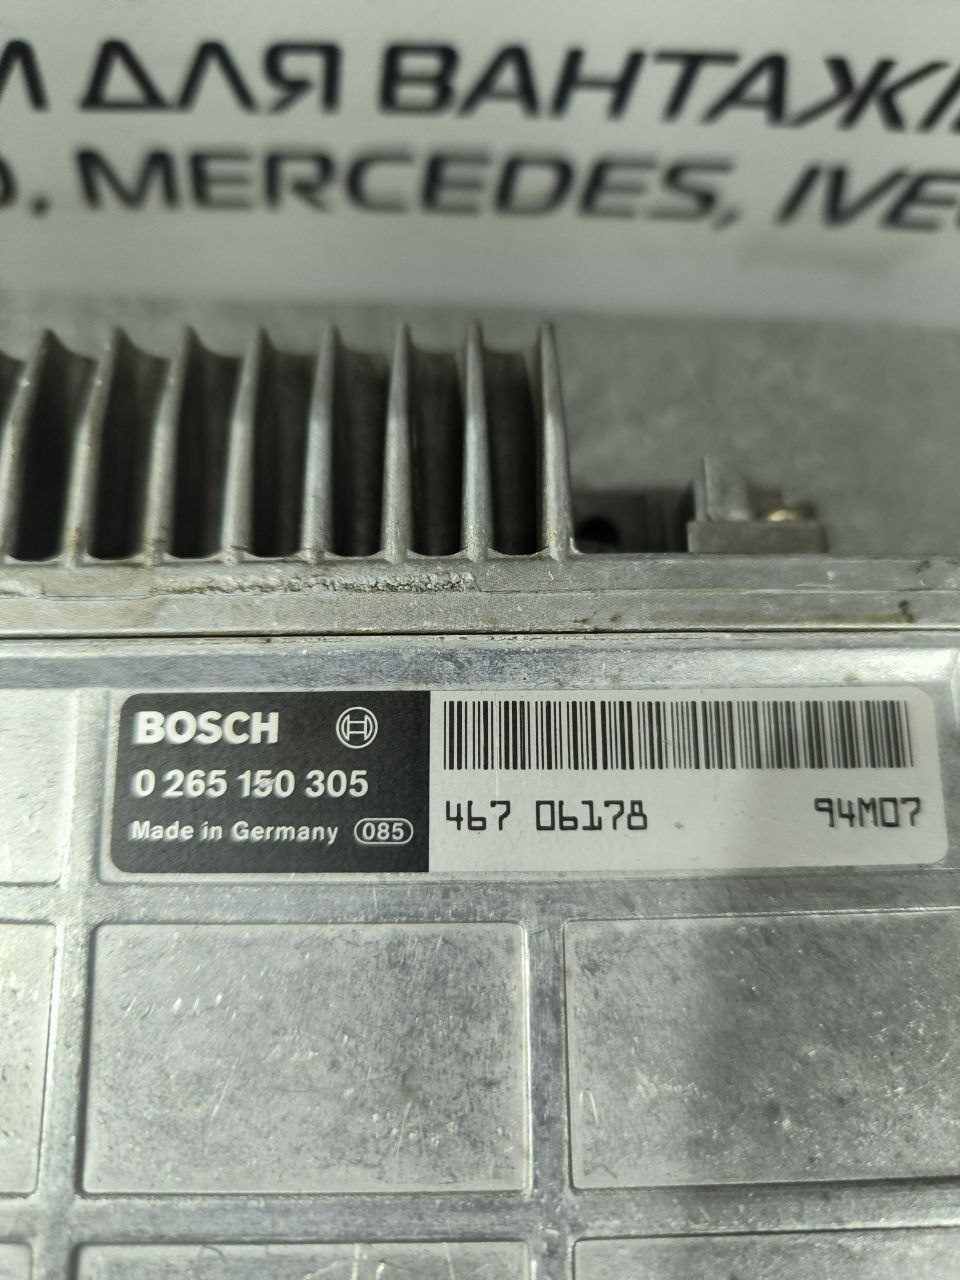 ДЛЯ ВАНТАЖІ
, MERCEDES, IVE
BOSCH
0 265 150 305
Made in Germany 085
467 06178 94M07